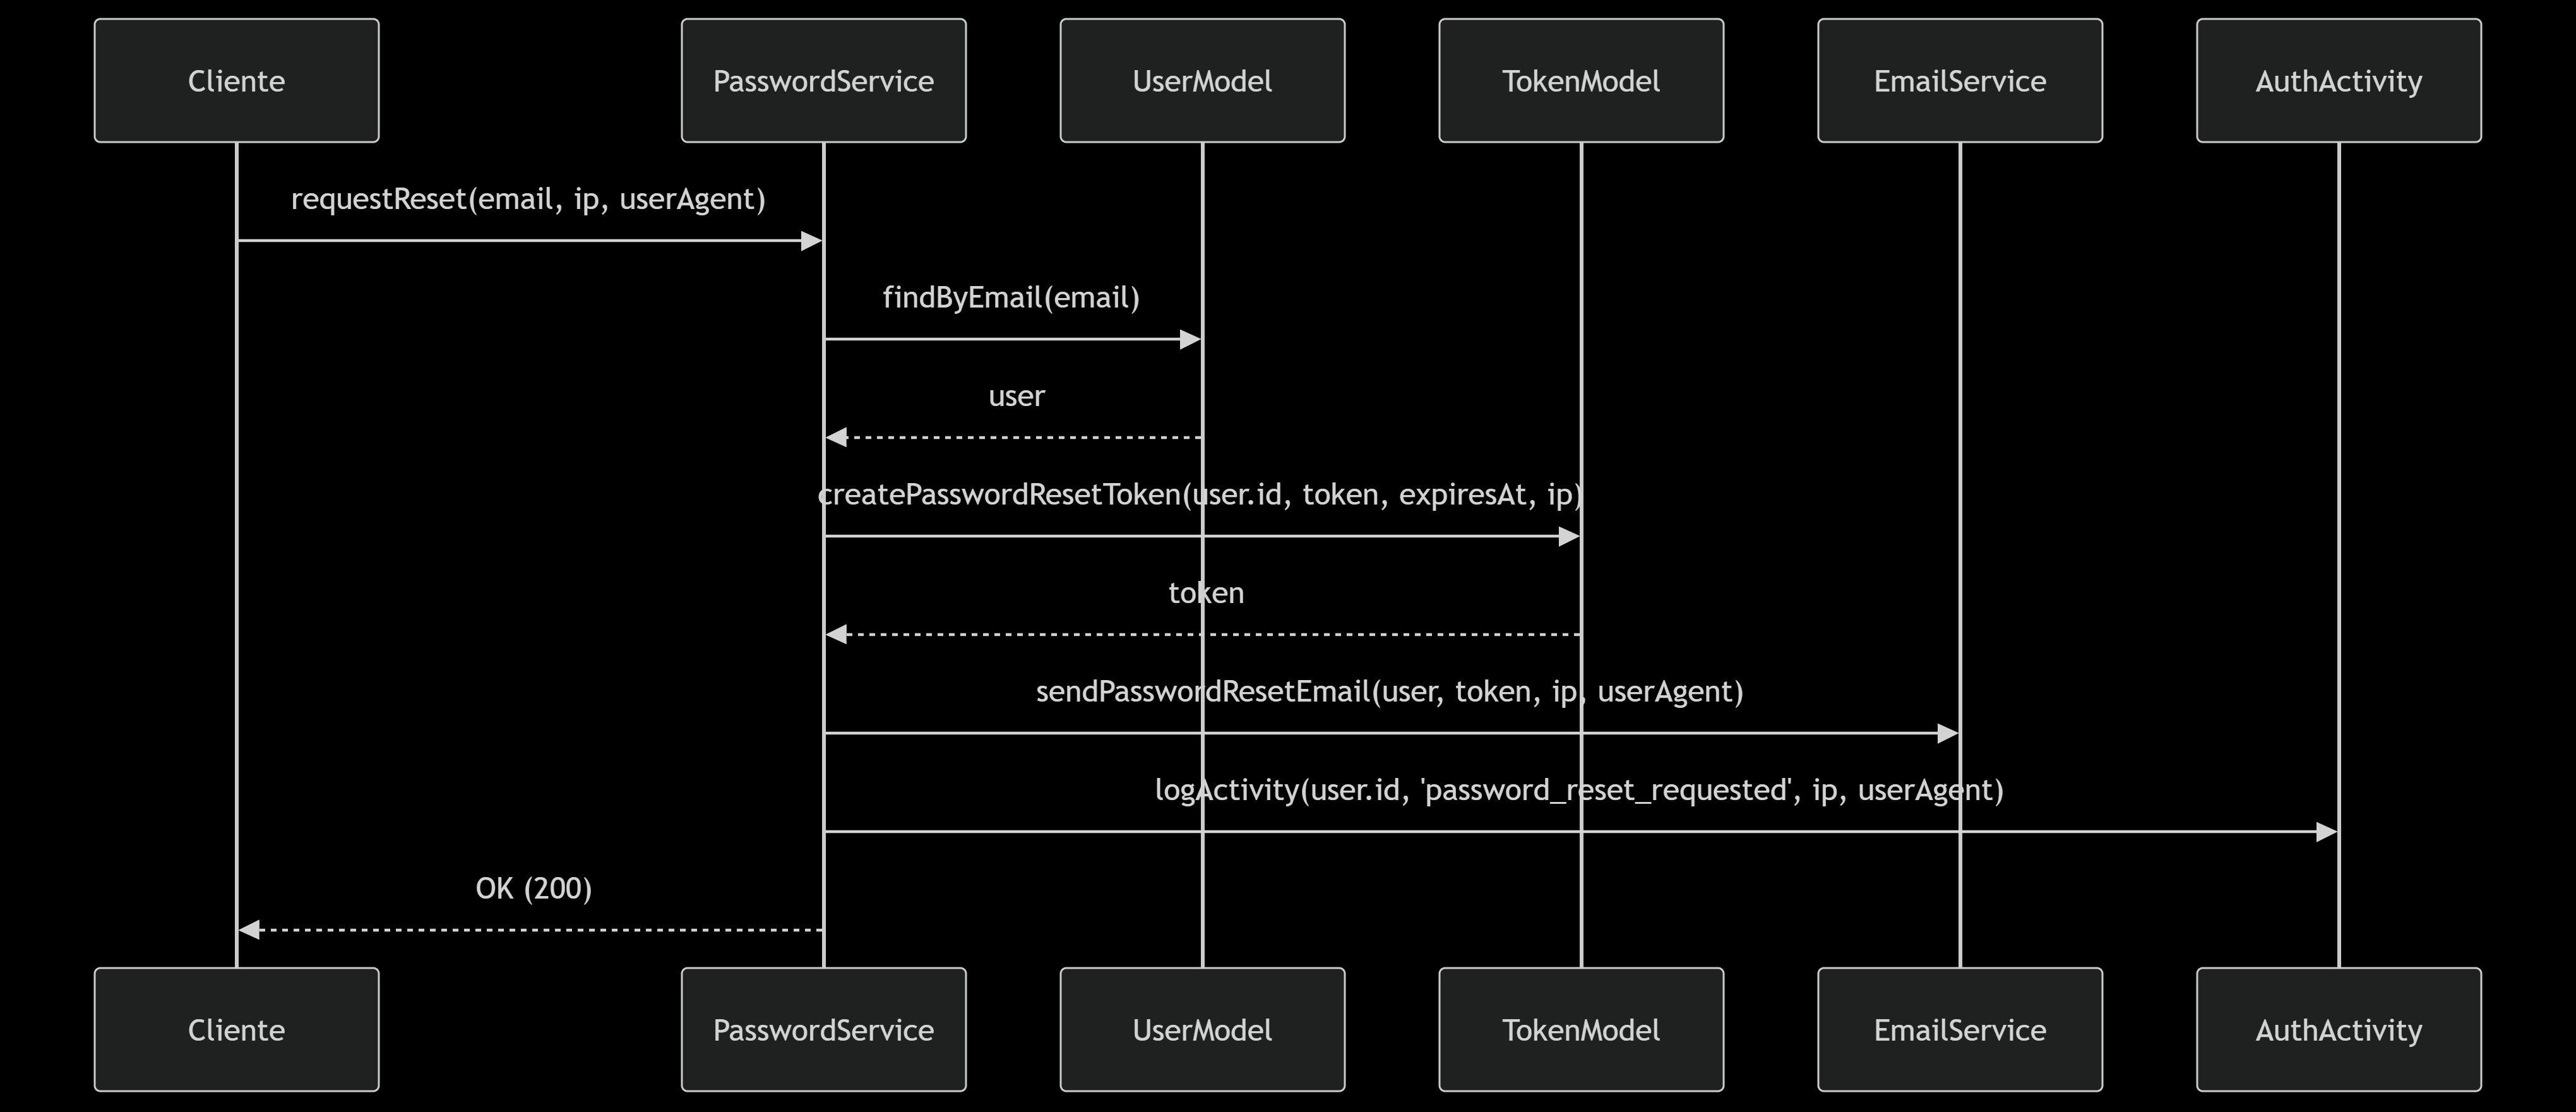 Cliente
PasswordService
UserModel
TokenModel
EmailService
AuthActivity
requestReset(email, ip, userAgent)
findByEmail(email)
user
createPasswordResetToken(user.id, token, expiresAt, ip)
token
sendPasswordResetEmail(user, token, ip, userAgent)
logActivity(user.id, 'password_reset_requested', ip, userAgent)
OK (200)
Cliente
PasswordService
UserModel
TokenModel
EmailService
AuthActivity